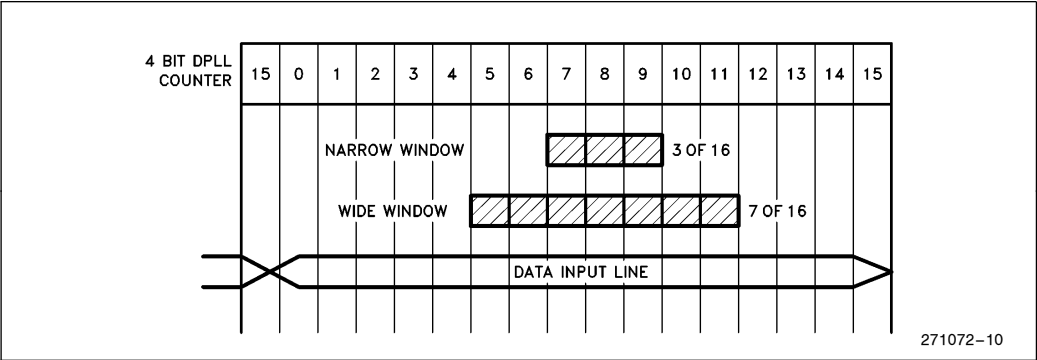 4 BIT DPLL
COUNTER
15 0 1 2 3 4 5 6 7 8 9 10 11 12 13 14 15
NARROW WINDOW 3 OF 16
WIDE WINDOW 7 OF 16
DATA INPUT LINE
271072–10